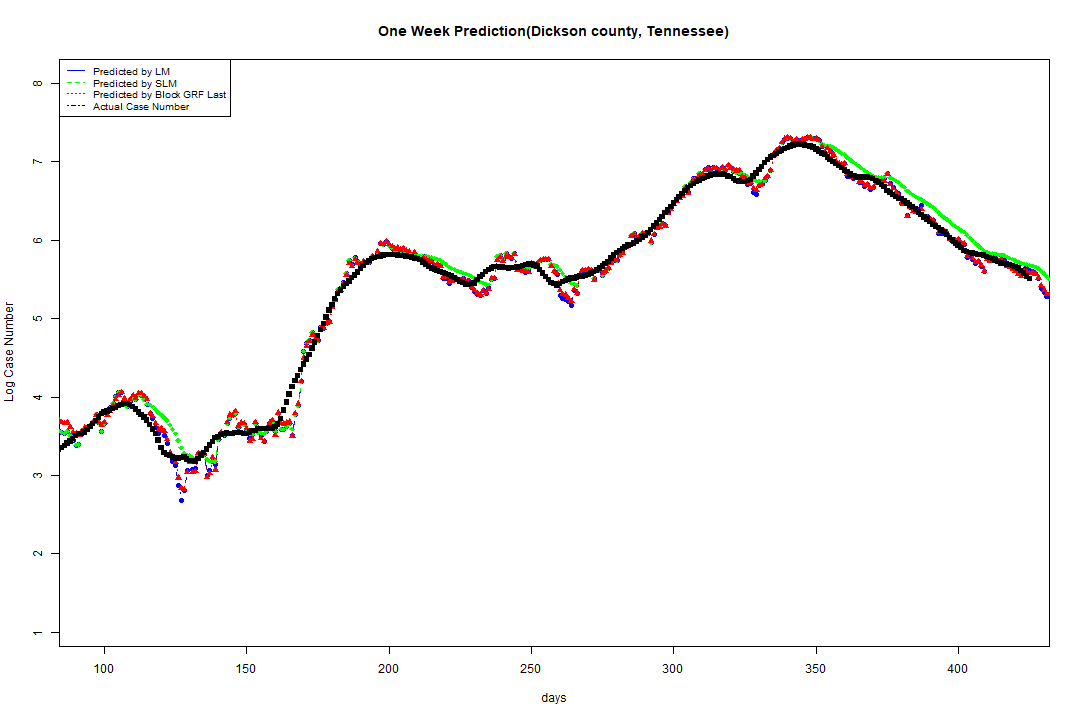 One Week Prediction(Dickson county, Tennessee)
Predicted by LM
Predicted by SLM
Predicted by Block GRF Last
Actual Case Number
8
7
6
5
4
3
2
1
Log Case Number
100 150 200 250 300 350 400
days